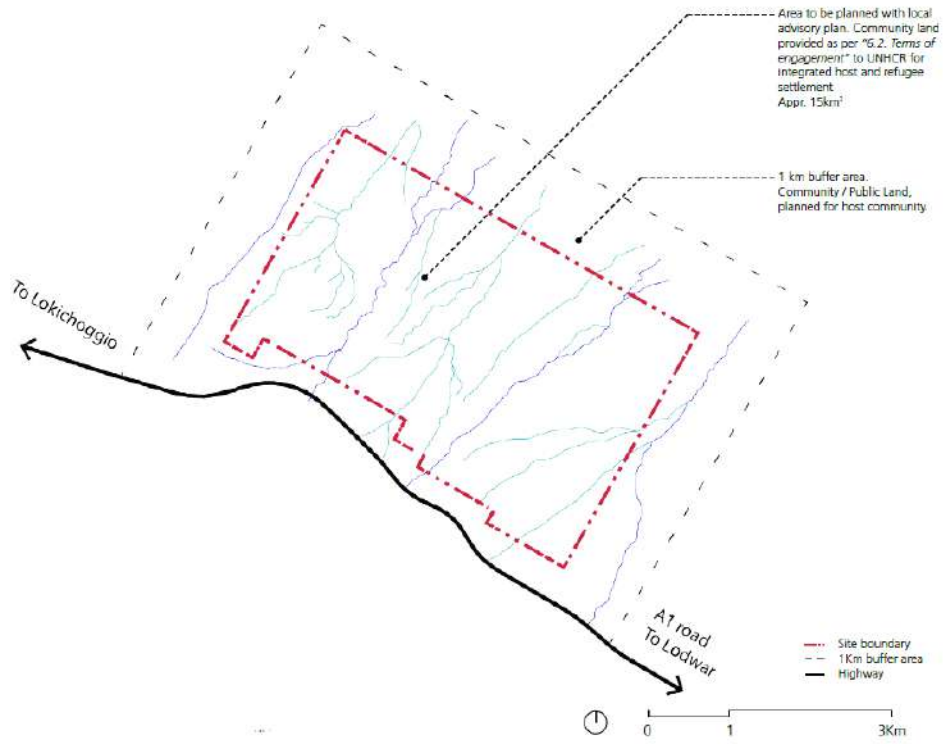 Area to be planned with local
advisory plan. Community land
provided as per "6.2. Terms of
engagement" to UNHCR for
integrated host and refugee
settlement
Appr. 15km²
1 km buffer area.
Community / Public Land,
planned for host community.
To Lokichoggio
A1 road
To Lodwar
Site boundary
1Km buffer area
Highway
0 1 3Km